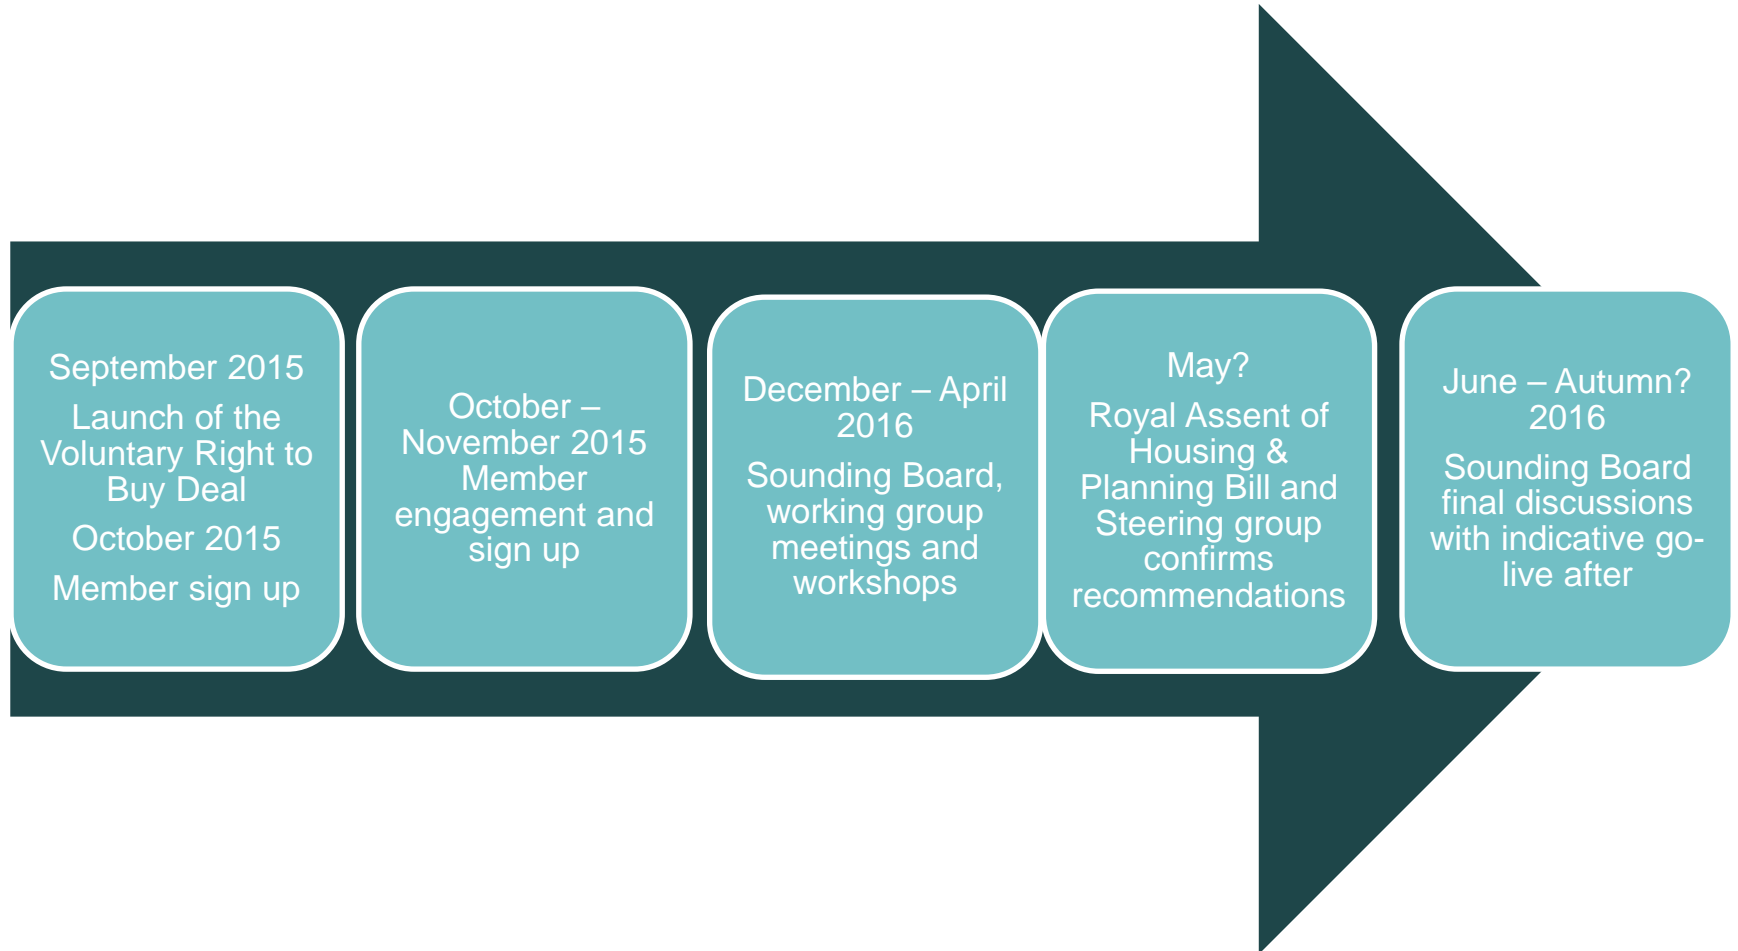 September 2015
Launch of the
Voluntary Right to
Buy Deal
October 2015
Member sign up
October –
November 2015
Member
engagement and
sign up
December – April
2016
Sounding Board,
working group
meetings and
workshops
May?
Royal Assent of
Housing &
Planning Bill and
Steering group
confirms
recommendations
June – Autumn?
2016
Sounding Board
final discussions
with indicative go-
live after